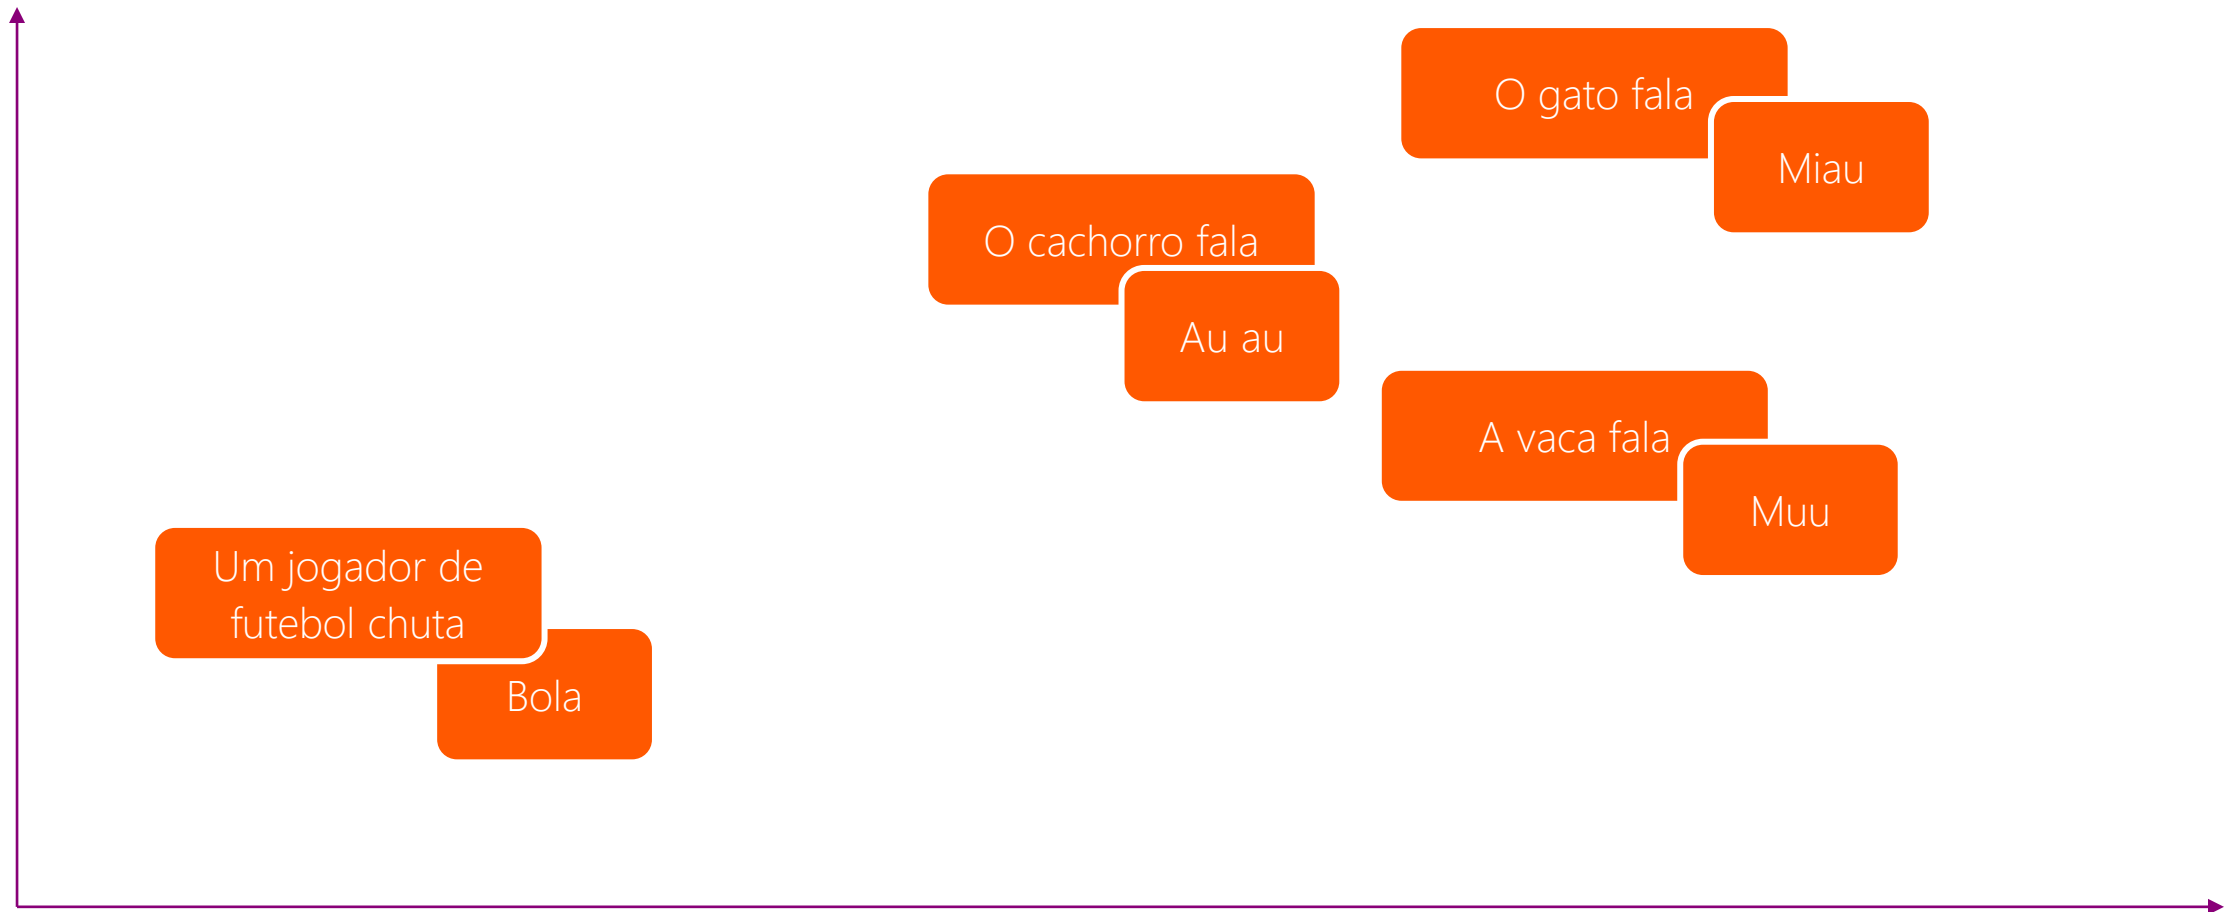 O gato fala
Miau
O cachorro fala
Au au
A vaca fala
Muu
Um jogador de
futebol chuta
Bola